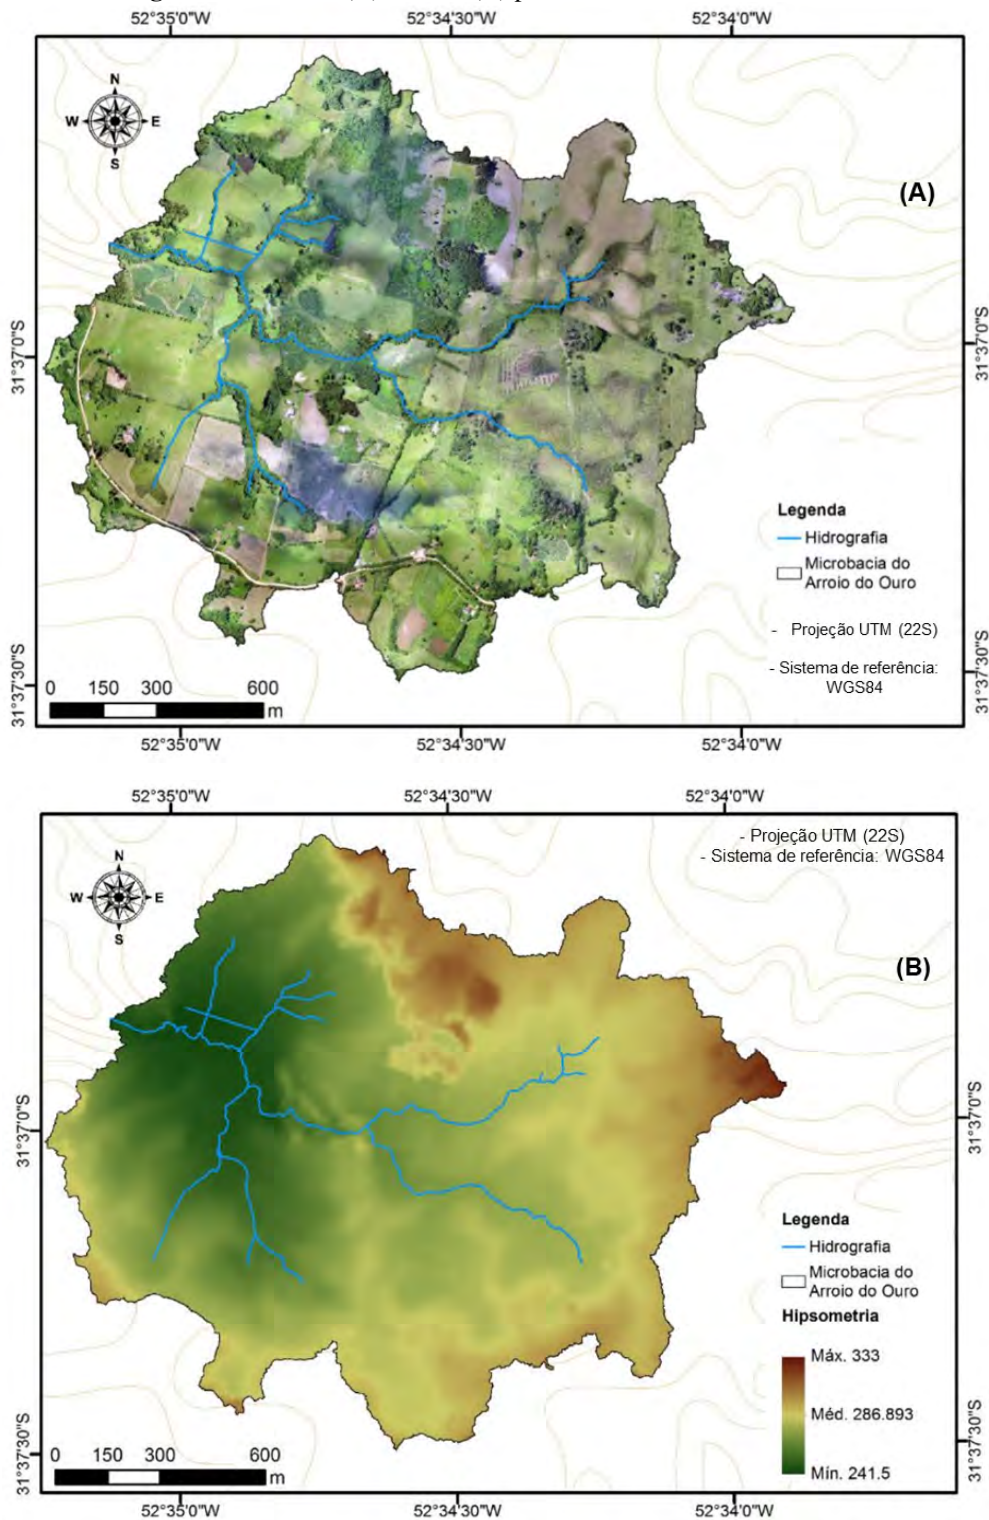 52°35'0"W 52°34'30"W 52°34'0"W
N
W E
S
(A)
31°37'0"S 31°37'0"S
Legenda
Hidrografia
Microbacia do
Arroio do Ouro
- Projeção UTM (22S)
- Sistema de referência:
WGS84
31°37'30"S 31°37'30"S
0 150 300 600
m
52°35'0"W 52°34'30"W 52°34'0"W
52°35'0"W 52°34'30"W 52°34'0"W
- Projeção UTM (22S)
- Sistema de referência: WGS84
N
W E
S
(B)
31°37'0"S 31°37'0"S
Legenda
Hidrografia
Microbacia do
Arroio do Ouro
Hipsometria
Máx. 333
Méd. 286.893
Mín. 241.5
31°37'30"S 31°37'30"S
0 150 300 600
m
52°35'0"W 52°34'30"W 52°34'0"W